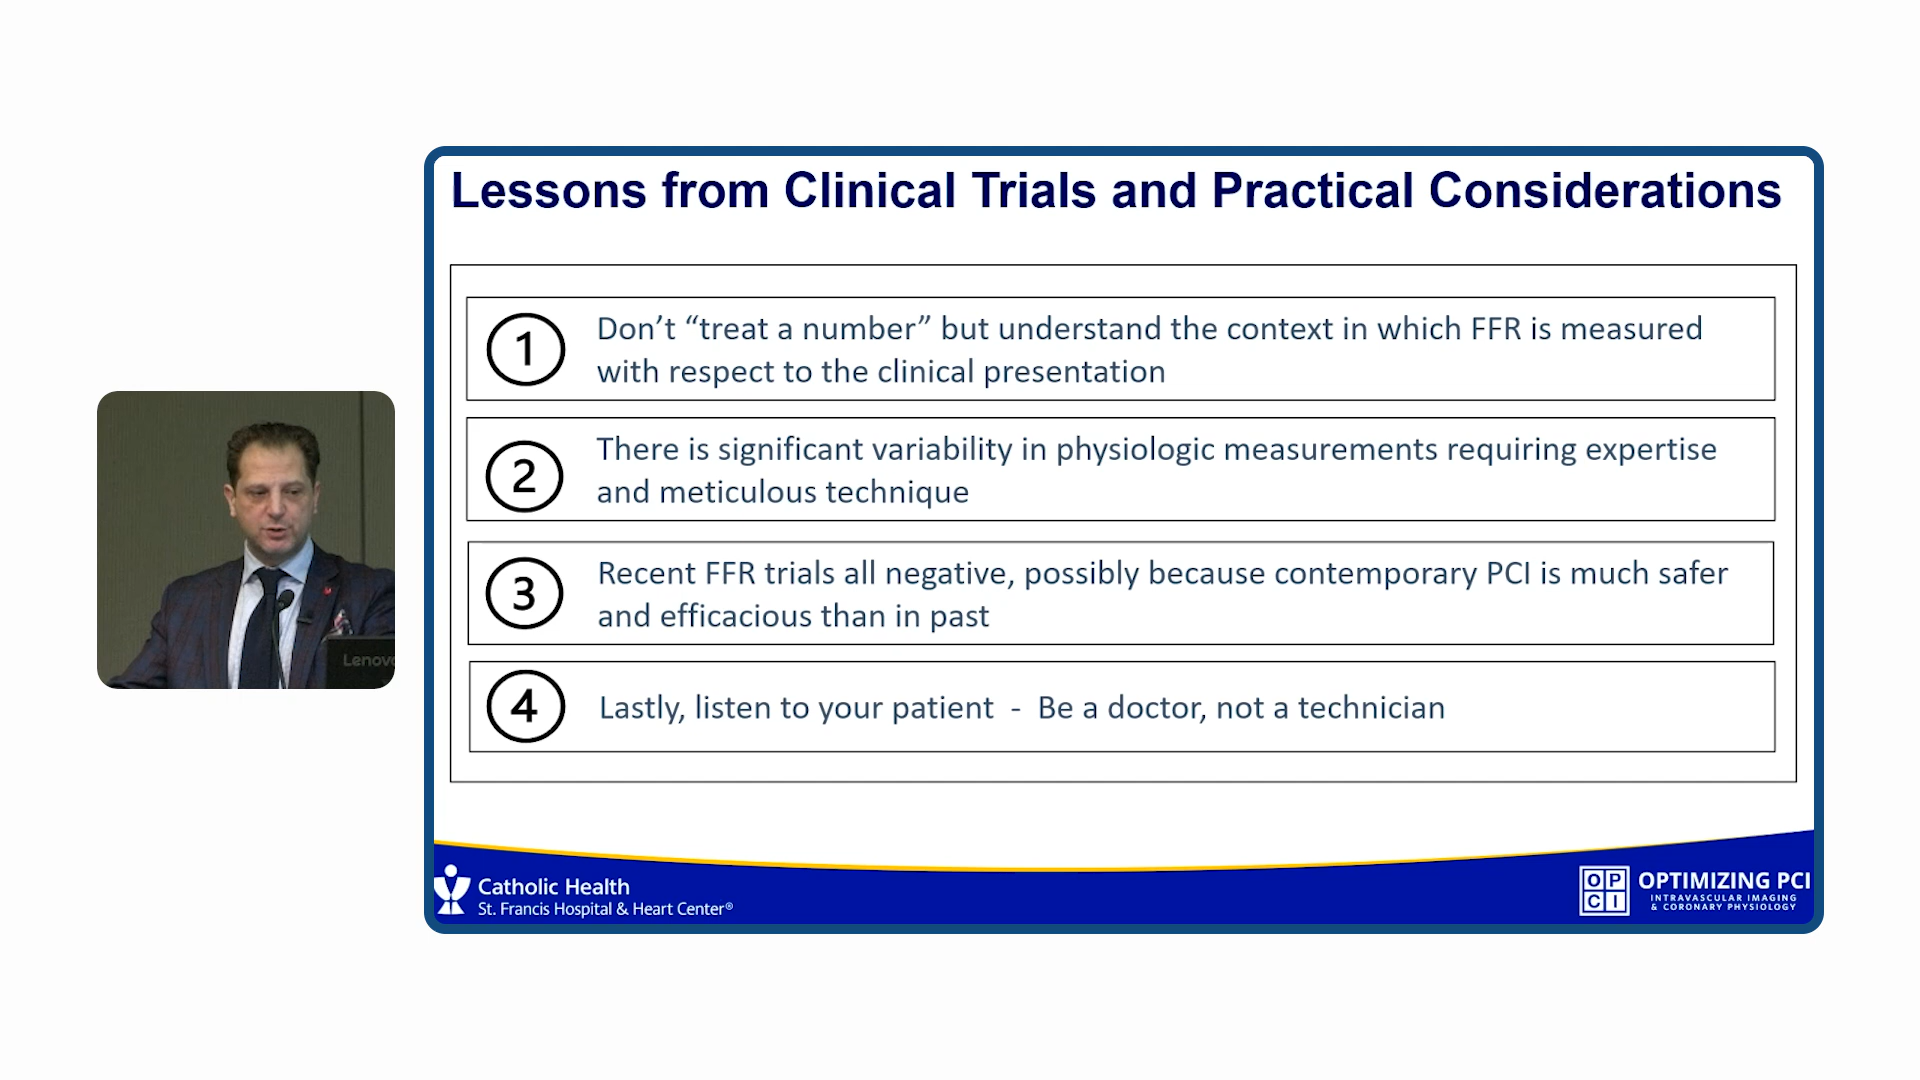 Lessons from Clinical Trials and Practical Considerations
1
Don’t “treat a number” but understand the context in which FFR is measured
with respect to the clinical presentation
2
There is significant variability in physiologic measurements requiring expertise
and meticulous technique
3
Recent FFR trials all negative, possibly because contemporary PCI is much safer
and efficacious than in past
4
Lastly, listen to your patient - Be a doctor, not a technician
Lenovo
Catholic Health
St. Francis Hospital & Heart Center®
OP
CI
OPTIMIZING PCI
INTRAVASCULAR IMAGING
& CORONARY PHYSIOLOGY